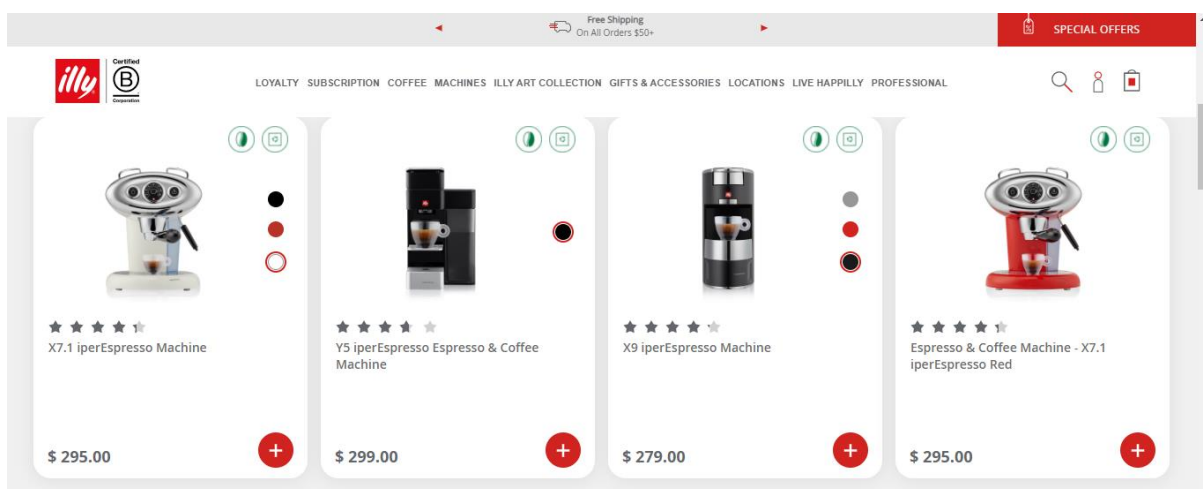 Free Shipping
On All Orders $50+
SPECIAL OFFERS
illy
Certified
B
Corporation
LOYALTY SUBSCRIPTION COFFEE MACHINES ILLY ART COLLECTION GIFTS & ACCESSORIES LOCATIONS LIVE HAPPILLY PROFESSIONAL
X7.1 iperEspresso Machine
$ 295.00
Y5 iperEspresso Espresso & Coffee
Machine
$ 299.00
X9 iperEspresso Machine
$ 279.00
Espresso & Coffee Machine - X7.1
iperEspresso Red
$ 295.00